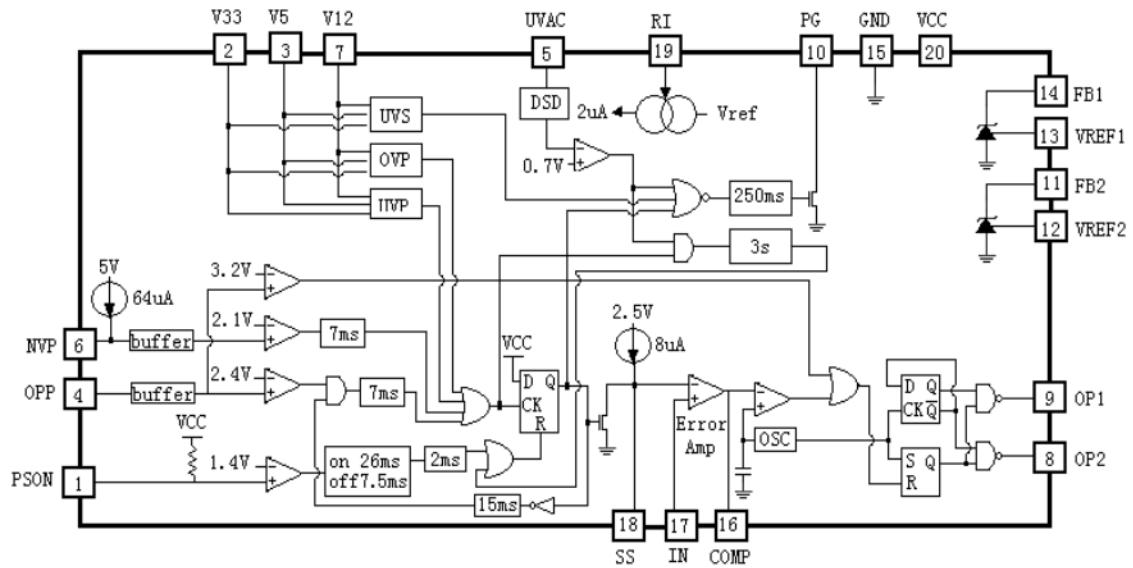 V33 V5 V12 UVAC RI PG GND VCC
2 3 7 5 19 10 15 20
14 FB1
DSD
2uA Vref
UVS
13 VREF1
OVP
0.7V
11 FB2
250ms
UVP
12 VREF2
3s
5V
3.2V
64uA
2.5V
2.1V
NVP 6 buffer 7ms
8uA
VCC
2.4V
D Q
D Q
OPP 4 buffer 7ms
CK
CK Q
9 OP1
VCC
R
Error
Amp
OSC
1.4V
on 26ms
off7.5ms
2ms
S Q
R
8 OP2
PSON 1
15ms
18 17 16
SS IN COMP